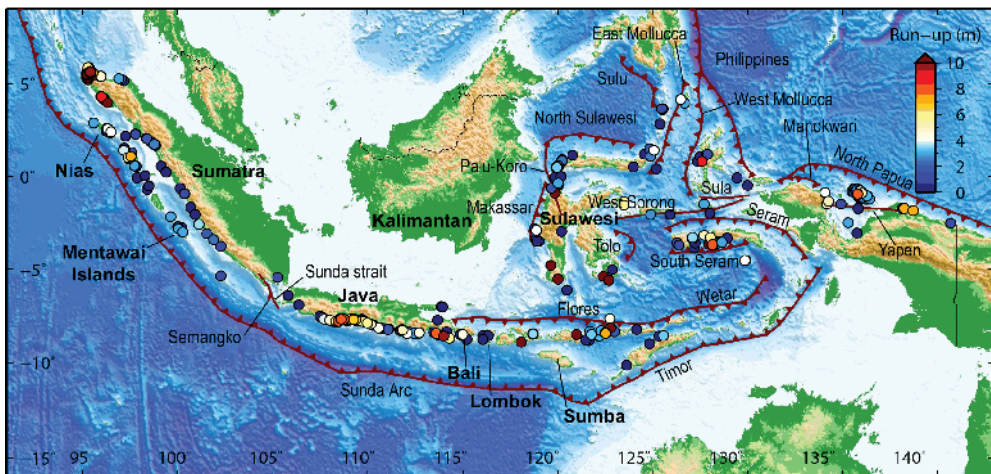 East Mollucca
Run-up (m)
Philippines
10
Sulu
8
5°
West Mollucca
6
North Sulawesi
4
Manokwari
2
North Papua
0
Nias
Sumatra
Palu-Koro
0°
Sula
West Sorong
Makassar
Kalimantan
Sulawesi
Seram
Mentawai
Islands
Tolo
South Seram
Yapen
−5°
Sunda strait
Java
Wetar
Flores
Semangko
−10°
Bali
Timor
Sunda Arc
Lombok
Sumba
95°
100°
105°
110°
115°
120°
125°
130°
135°
140°